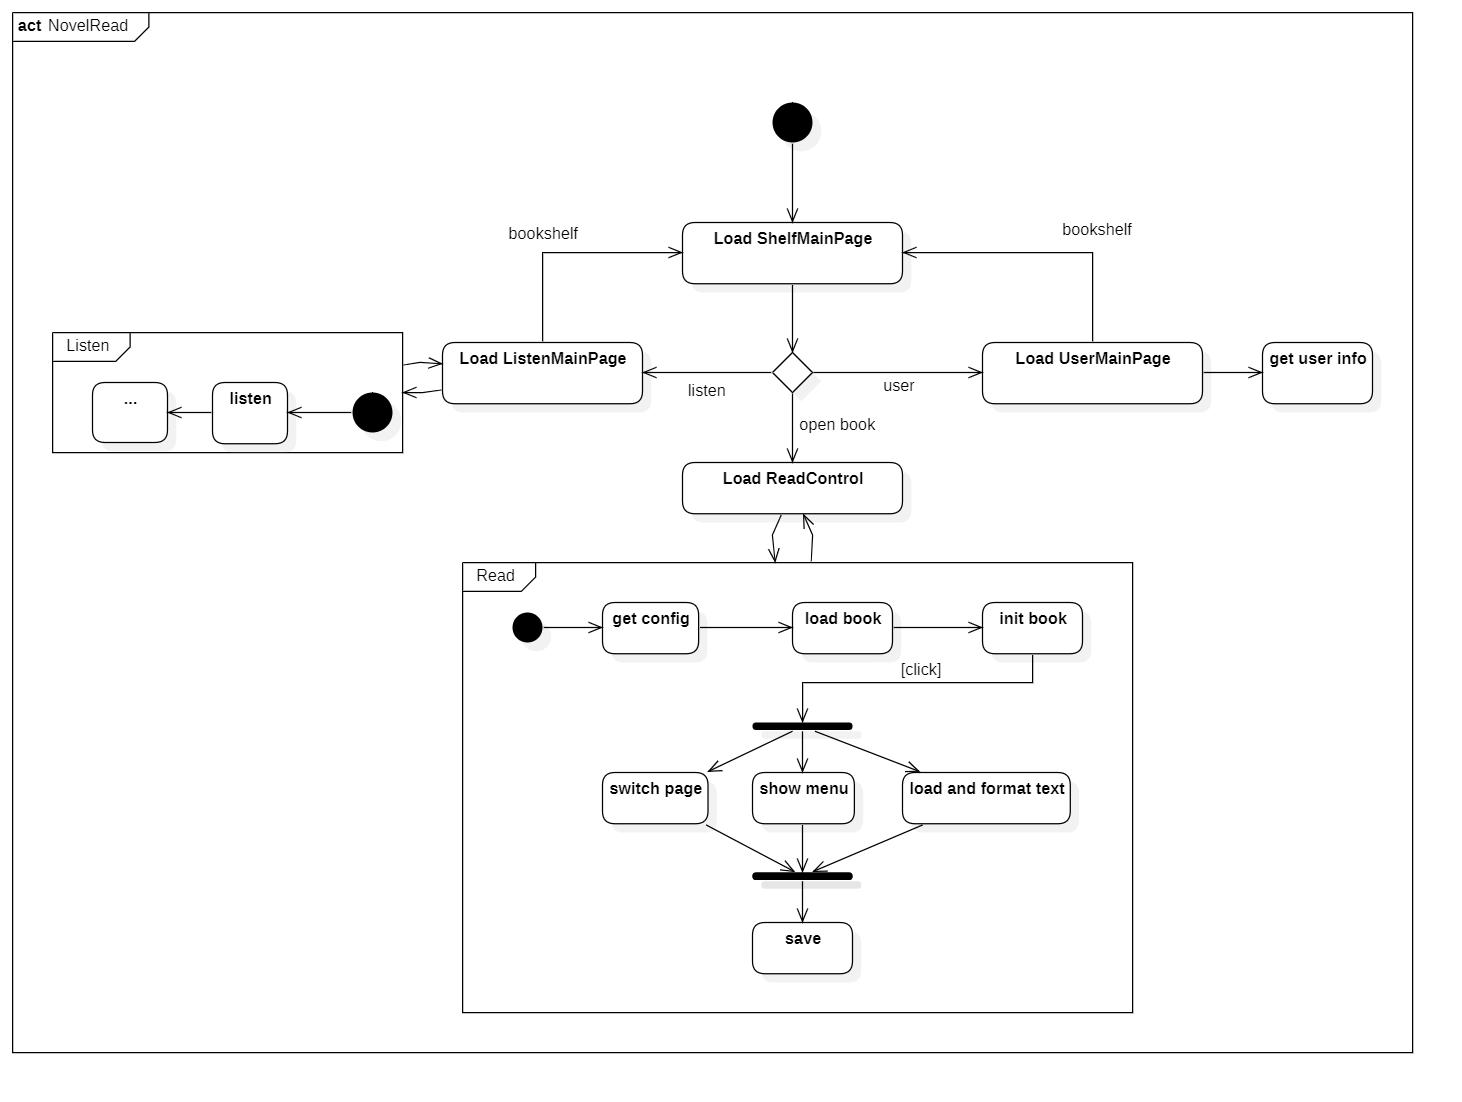 act NovelRead
bookshelf
Load ShelfMainPage
bookshelf
Listen
Load ListenMainPage
Load UserMainPage
get user info
...
listen
listen
user
open book
Load ReadControl
Read
get config
load book
init book
[click]
switch page
show menu
load and format text
save